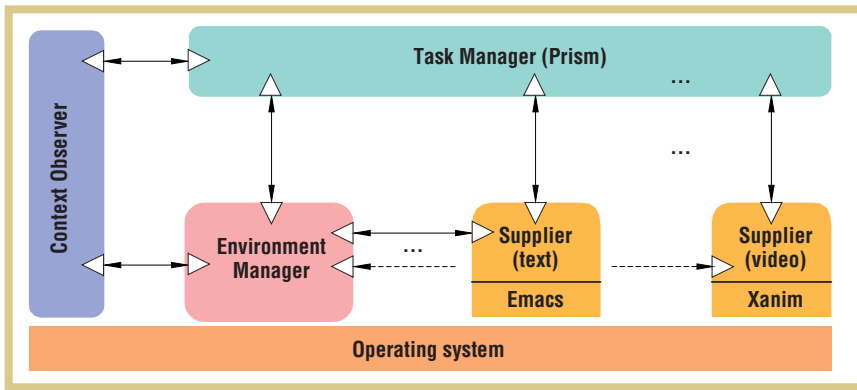 Task Manager (Prism)
...
...
Context Observer
Environment
Manager
...
Supplier
(text)
Emacs
Supplier
(video)
Xanim
Operating system